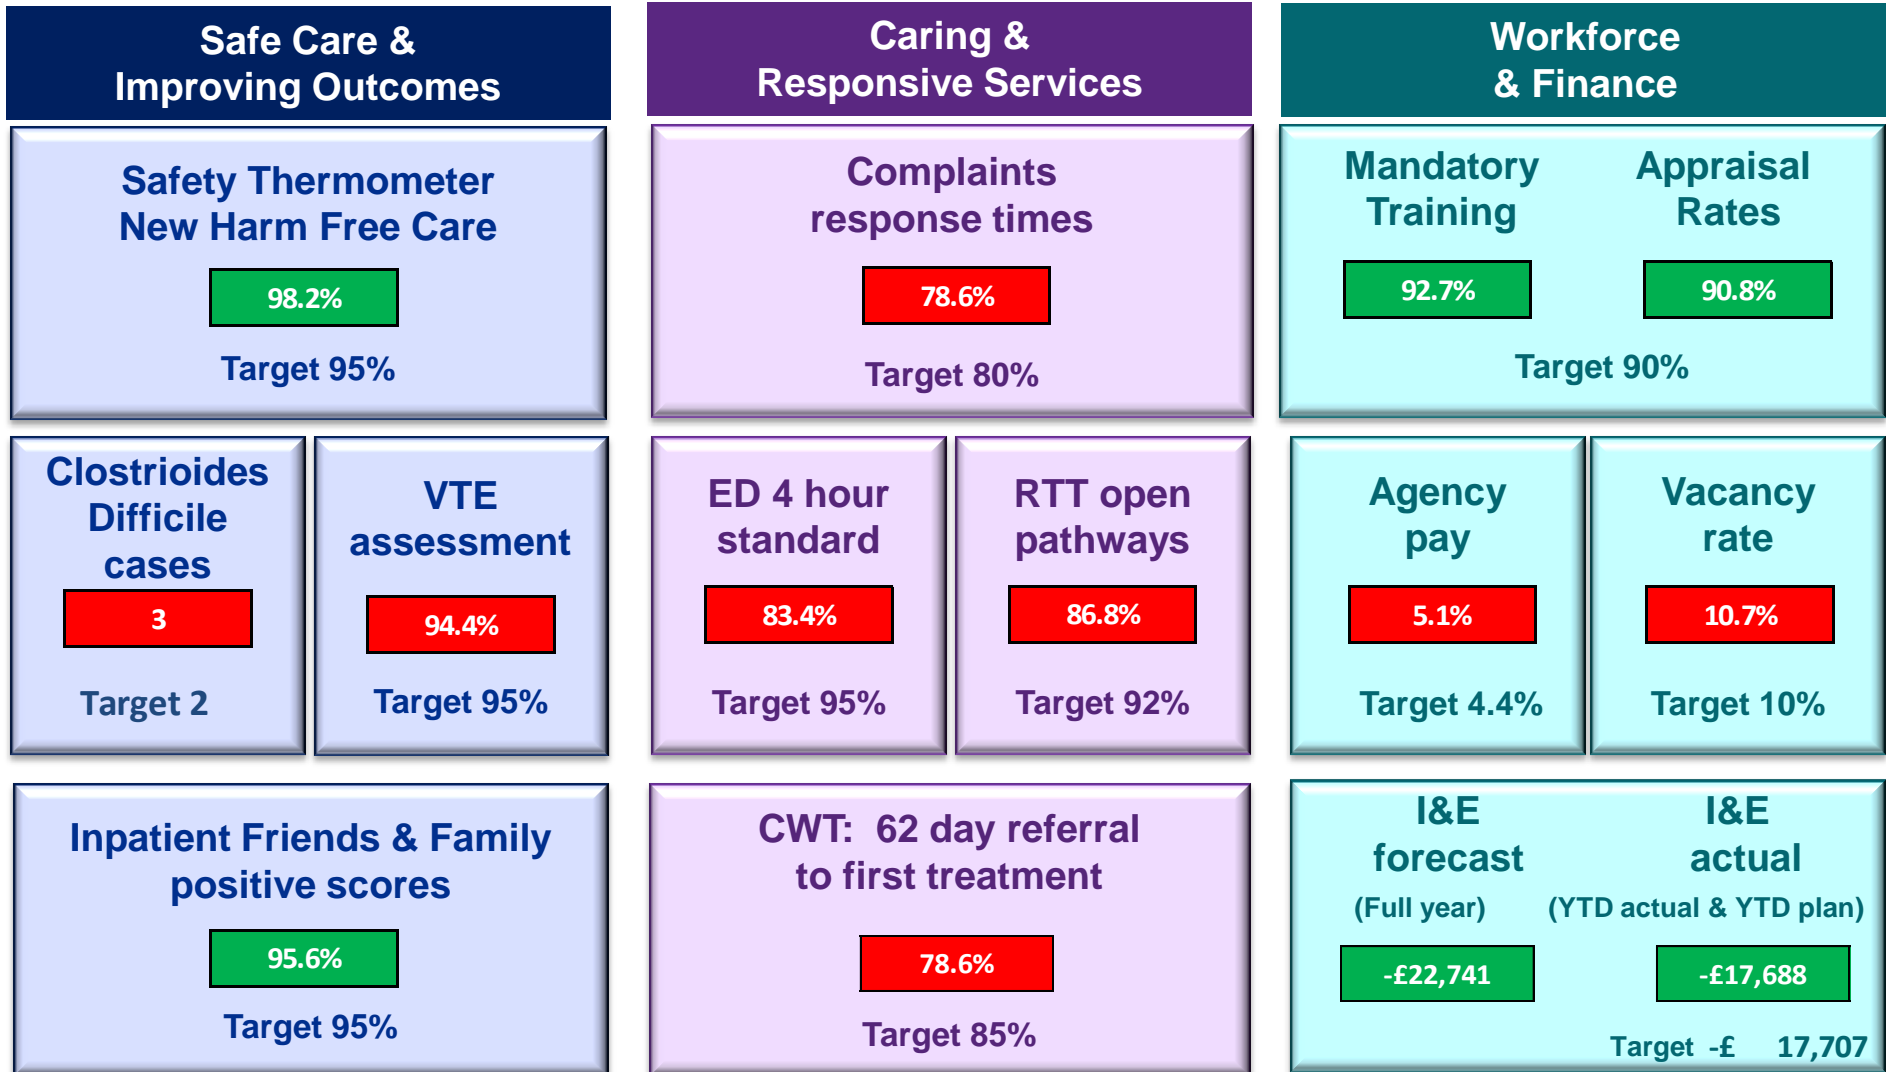 Safe Care &
Improving Outcomes
Safety Thermometer
New Harm Free Care
98.2%
Target 95%
Clostrioides
Difficile
cases
3
Target 2
VTE
assessment
94.4%
Target 95%
Inpatient Friends & Family
positive scores
95.6%
Target 95%
Caring &
Responsive Services
Complaints
response times
78.6%
Target 80%
ED 4 hour
standard
83.4%
Target 95%
RTT open
pathways
86.8%
Target 92%
CWT: 62 day referral
to first treatment
78.6%
Target 85%
Workforce
& Finance
Mandatory
Training
92.7%
Appraisal
Rates
90.8%
Target 90%
Agency
pay
5.1%
Target 4.4%
Vacancy
rate
10.7%
Target 10%
I&E
forecast
(Full year)
-£22,741
I&E
actual
(YTD actual & YTD plan)
-£17,688
Target -£ 17,707